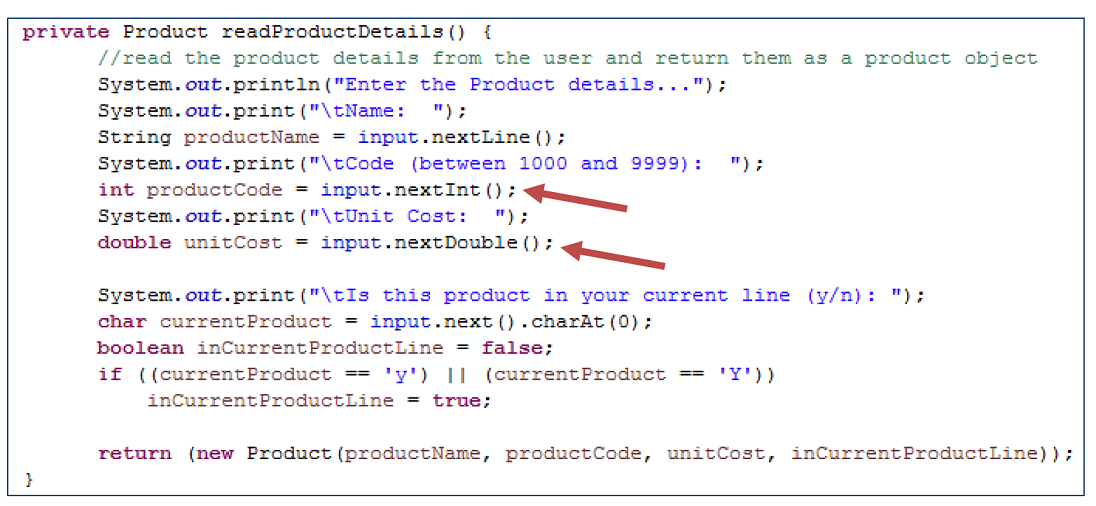 private Product readProductDetails() {
//read the product details from the user and return them as a product object
System.out.println("Enter the Product details...");
System.out.print("\tName:  ");
String productName = input.nextLine();
System.out.print("\tCode (between 1000 and 9999):  ");
int productCode = input.nextInt();
System.out.print("\tUnit Cost:  ");
double unitCost = input.nextDouble();
System.out.print("\tIs this product in your current line (y/n): ");
char currentProduct = input.next().charAt(0);
boolean inCurrentProductLine = false;
if ((currentProduct == 'y') || (currentProduct == 'Y'))
inCurrentProductLine = true;
return (new Product(productName, productCode, unitCost, inCurrentProductLine));
}